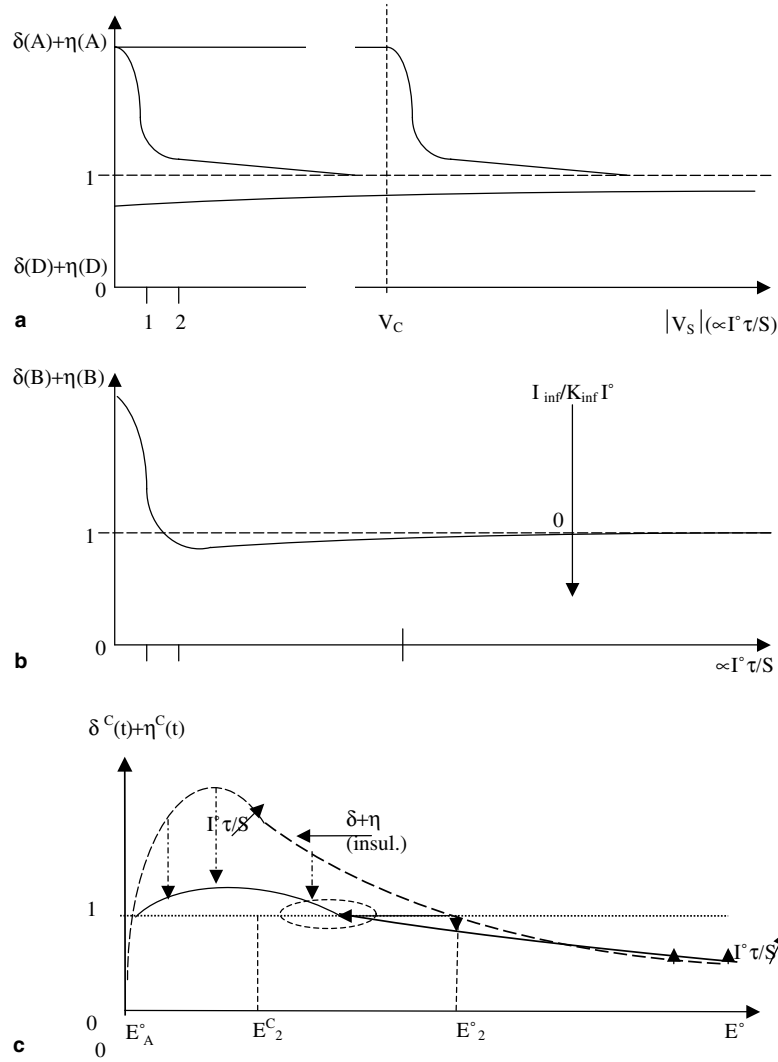 δ(A)+η(A)
1
δ(D)+η(D)
0
a
1 2 V_C |V_S|(∝I°τ/S)
δ(B)+η(B)
I_inf/K_inf I°
0
1
0
b
∝I°τ/S
δ^C(t)+η^C(t)
I°τ/S
δ+η
(insul.)
1
I°τ/S
0
0
E°_A E^C_2 E°_2 E°
c